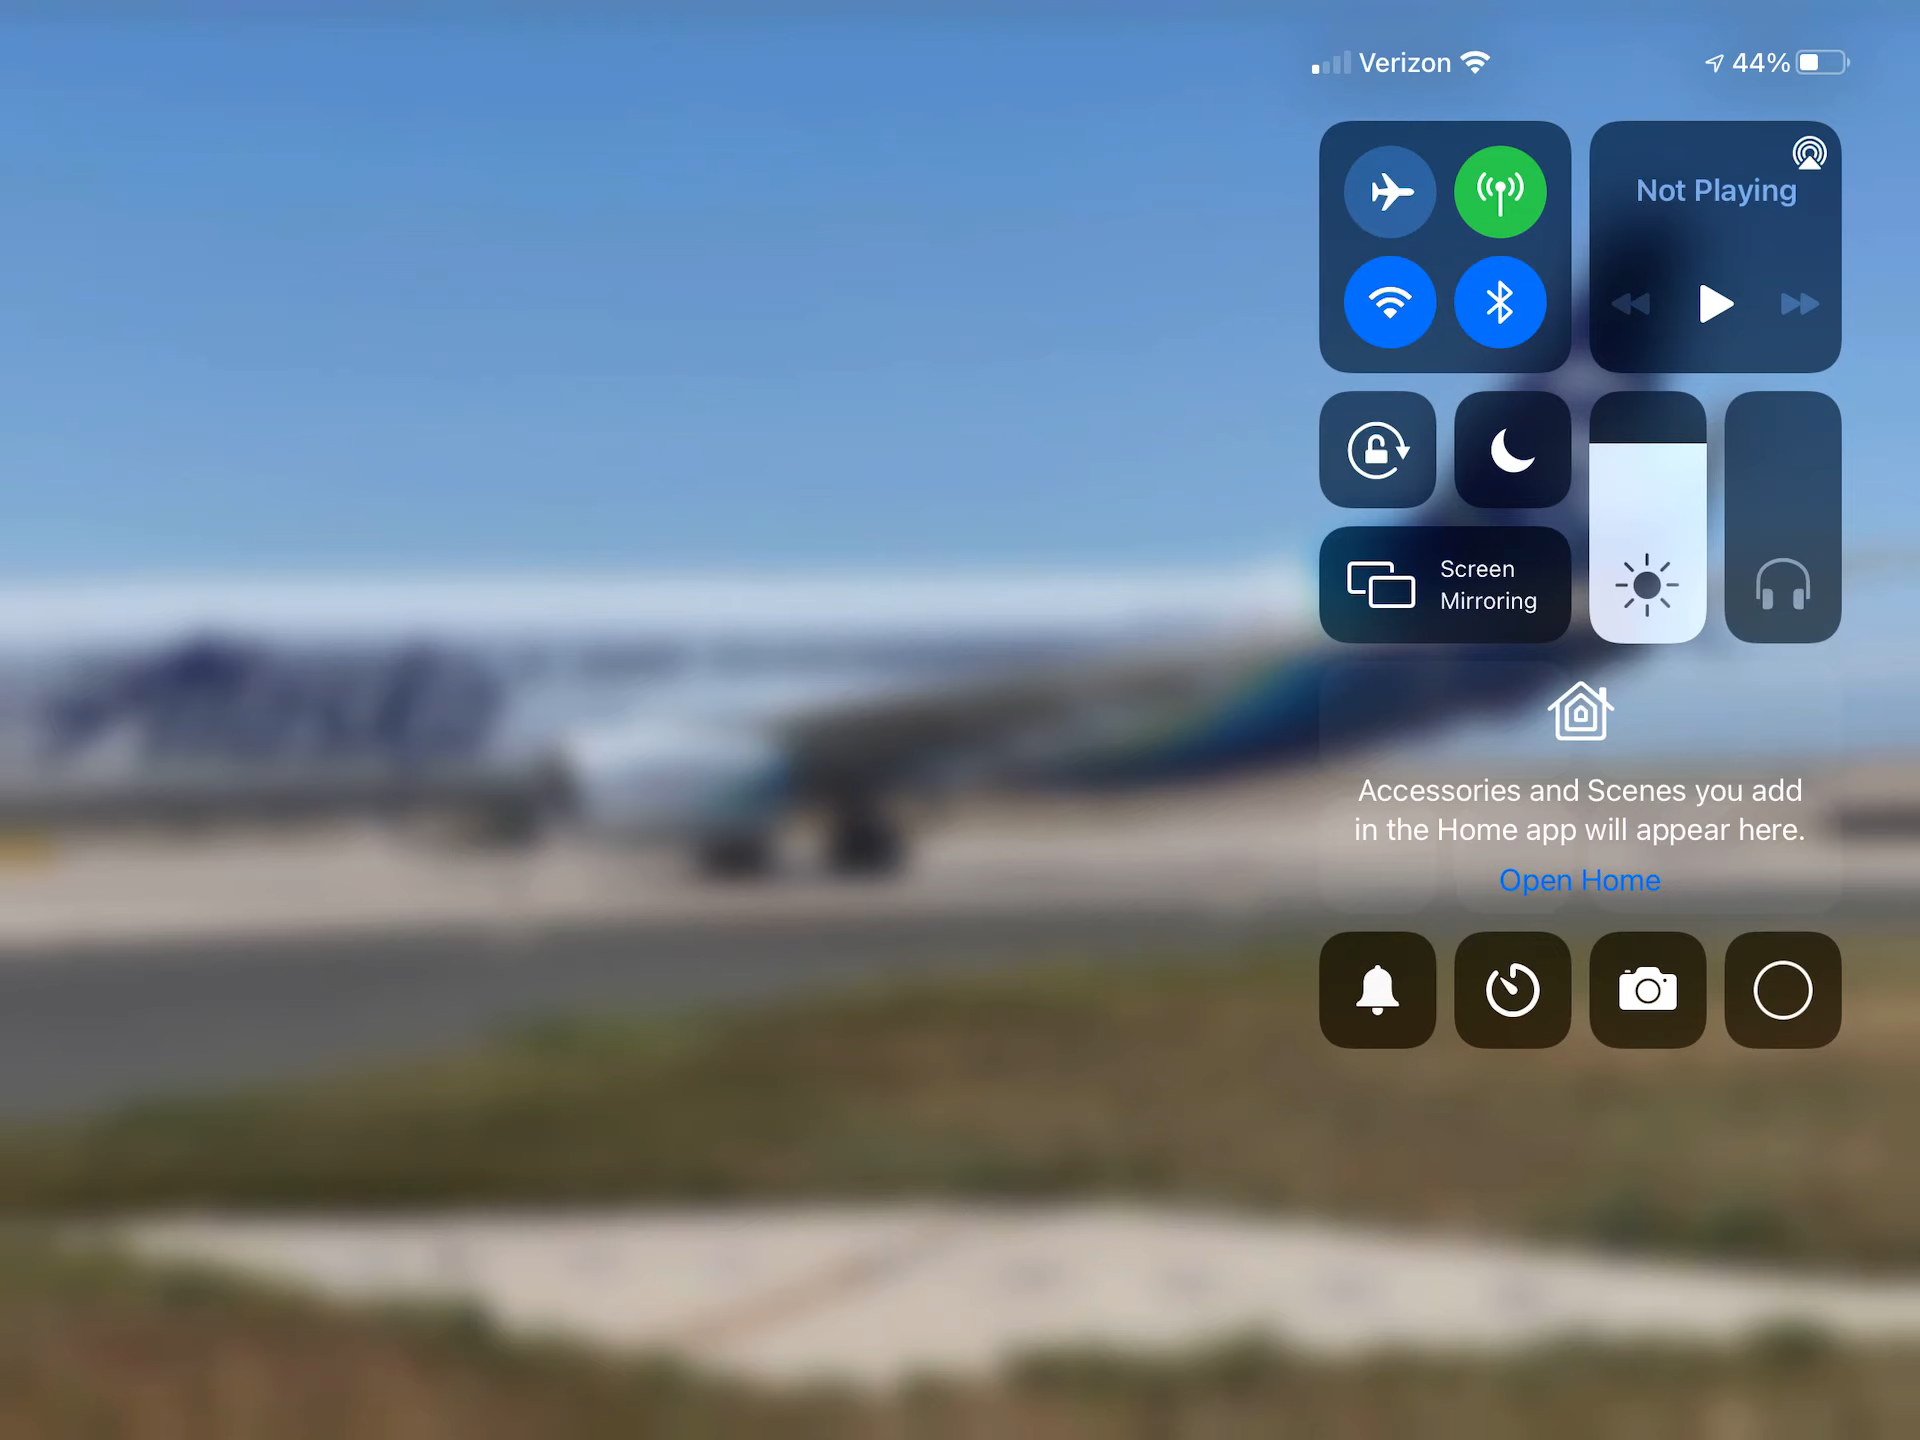 Verizon
44%
Not Playing
Screen
Mirroring
Accessories and Scenes you add
in the Home app will appear here.
Open Home